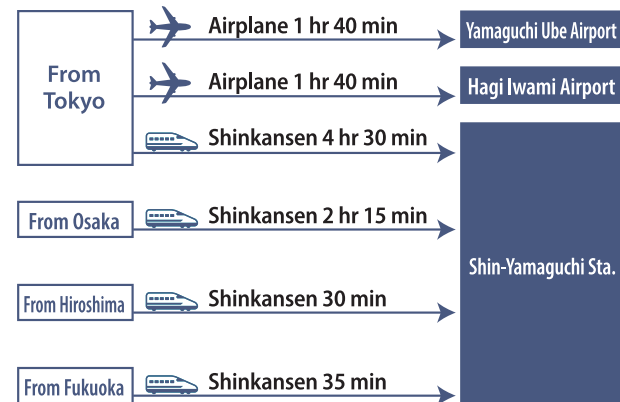 From
Tokyo
Airplane 1 hr 40 min
Yamaguchi Ube Airport
Airplane 1 hr 40 min
Hagi Iwami Airport
Shinkansen 4 hr 30 min
From Osaka
Shinkansen 2 hr 15 min
Shin-Yamaguchi Sta.
From Hiroshima
Shinkansen 30 min
From Fukuoka
Shinkansen 35 min